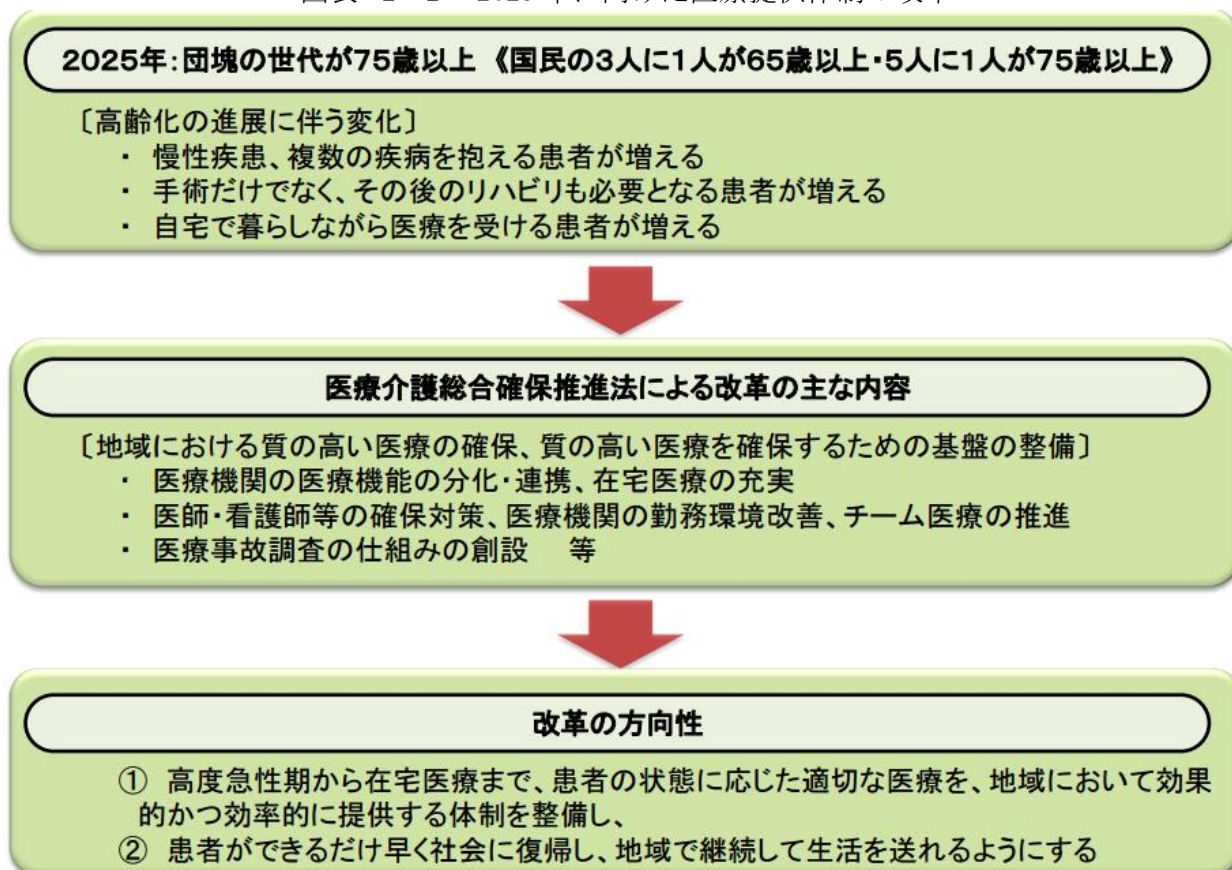 2025年：団塊の世代が75歳以上 《国民の3人に1人が65歳以上・5人に1人が75歳以上》
〔高齢化の進展に伴う変化〕
・ 慢性疾患、複数の疾病を抱える患者が増える
・ 手術だけでなく、その後のリハビリも必要となる患者が増える
・ 自宅で暮らしながら医療を受ける患者が増える
医療介護総合確保推進法による改革の主な内容
〔地域における質の高い医療の確保、質の高い医療を確保するための基盤の整備〕
・ 医療機関の医療機能の分化・連携、在宅医療の充実
・ 医師・看護師等の確保対策、医療機関の勤務環境改善、チーム医療の推進
・ 医療事故調査の仕組みの創設 等
改革の方向性
① 高度急性期から在宅医療まで、患者の状態に応じた適切な医療を、地域において効果
的かつ効率的に提供する体制を整備し、
② 患者ができるだけ早く社会に復帰し、地域で継続して生活を送れるようにする